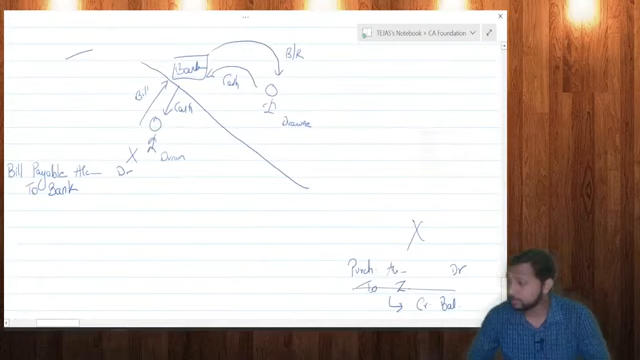 TEJAS's Notebook > CA Foundation
Bank
B/R
Cash
Bill
Cash
Drawee
X
Bill Payable A/c Dr
To Bank
X
Purch A/c Dr
To Z
↳ Cr Bal